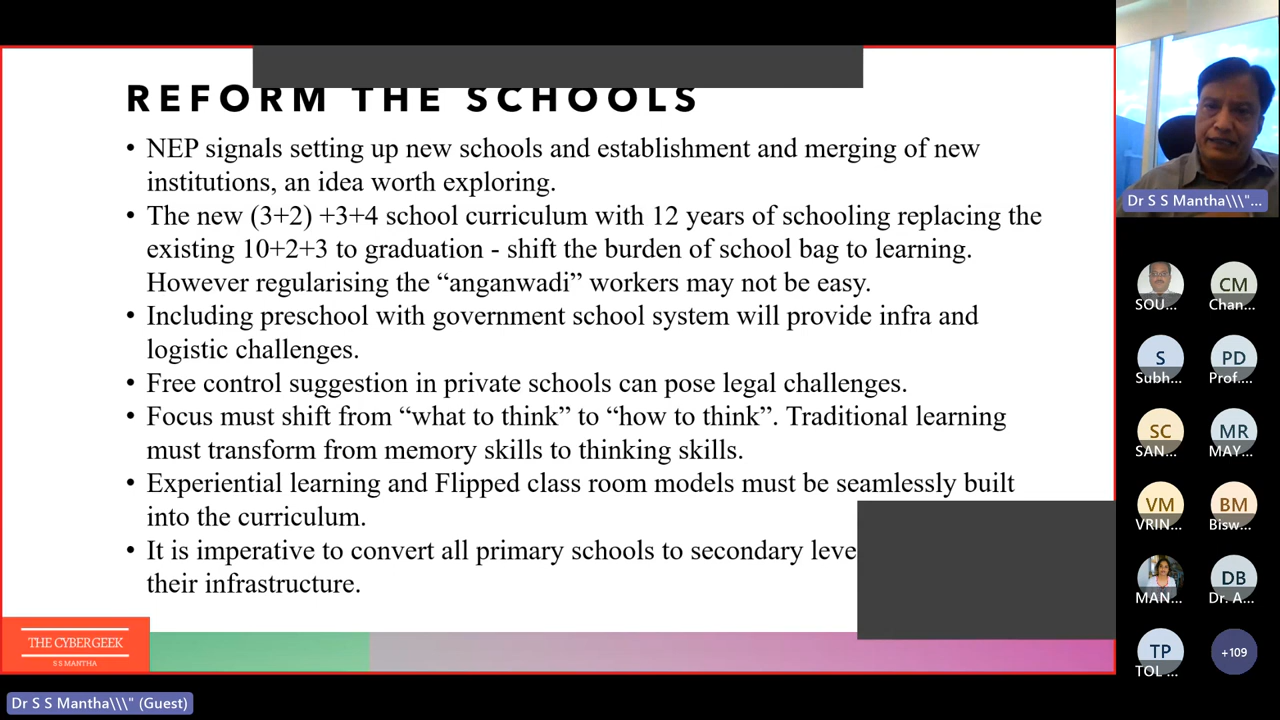 REFORM THE SCHOOLS
• NEP signals setting up new schools and establishment and merging of new
institutions, an idea worth exploring.
• The new (3+2) +3+4 school curriculum with 12 years of schooling replacing the
existing 10+2+3 to graduation - shift the burden of school bag to learning.
However regularising the “anganwadi” workers may not be easy.
• Including preschool with government school system will provide infra and
logistic challenges.
• Free control suggestion in private schools can pose legal challenges.
• Focus must shift from “what to think” to “how to think”. Traditional learning
must transform from memory skills to thinking skills.
• Experiential learning and Flipped class room models must be seamlessly built
into the curriculum.
• It is imperative to convert all primary schools to secondary
their infrastructure.
THE CYBERGEEK
S S MANTHA
Dr S S Mantha\\\" (Guest)
Dr S S Mantha\\\"...
SOU...
CM
Chan...
S
Subh...
PD
Prof....
SC
SAN...
MR
MAY...
VM
VRIN...
BM
Bisw...
MAN...
DB
Dr. A...
TP
TOL ...
+109